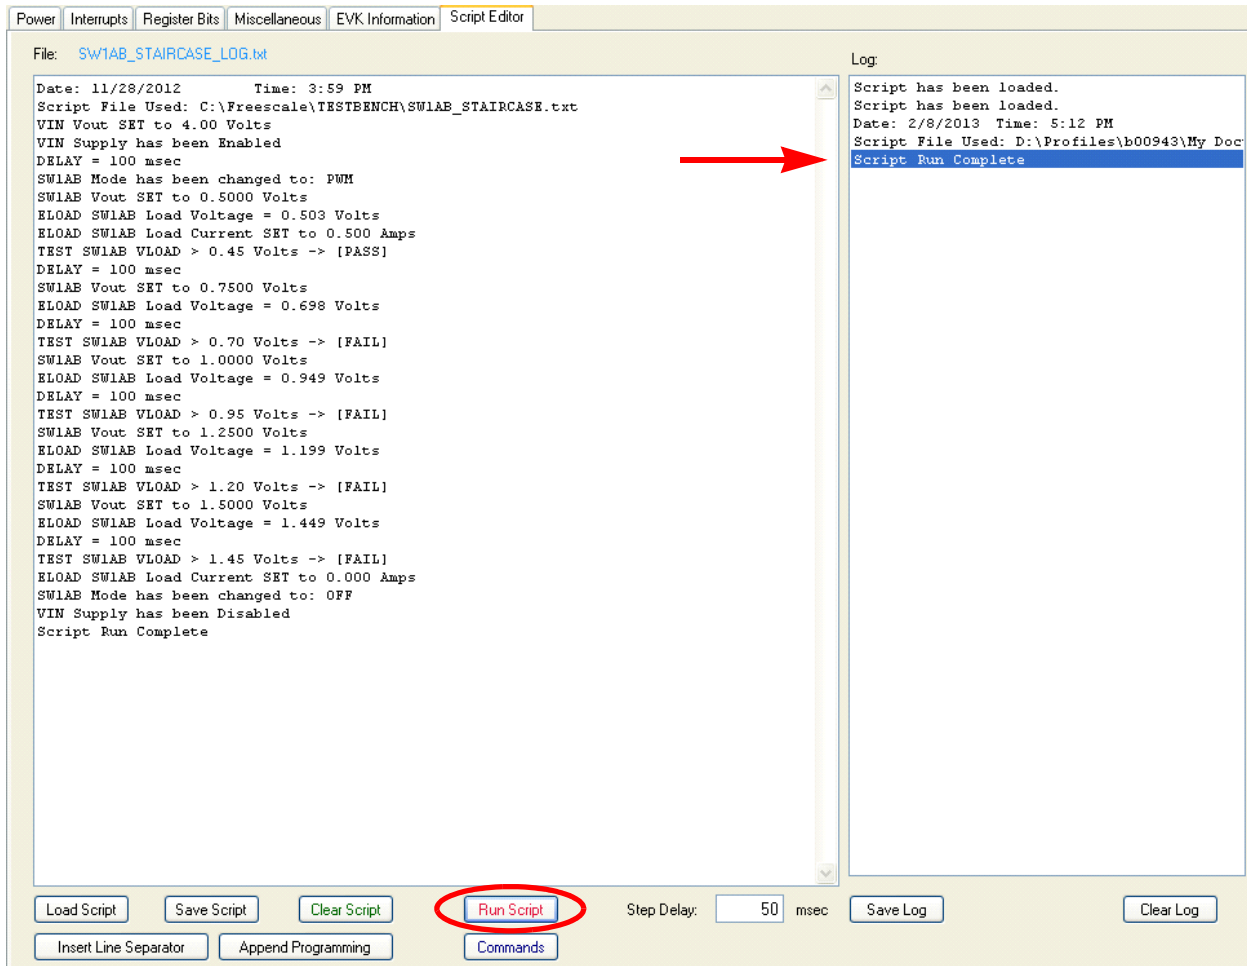 Power Interrupts Register Bits Miscellaneous EVK Information Script Editor
File: SW1AB_STAIRCASE_LOG.txt
Date: 11/28/2012 Time: 3:59 PM
Script File Used: C:\Freescale\TESTBENCH\SW1AB_STAIRCASE.txt
VIN Vout SET to 4.00 Volts
VIN Supply has been Enabled
DELAY = 100 msec
SW1AB Mode has been changed to: PWM
SW1AB Vout SET to 0.5000 Volts
ELOAD SW1AB Load Voltage = 0.503 Volts
ELOAD SW1AB Load Current SET to 0.500 Amps
TEST SW1AB VLOAD > 0.45 Volts -> [PASS]
DELAY = 100 msec
SW1AB Vout SET to 0.7500 Volts
ELOAD SW1AB Load Voltage = 0.698 Volts
DELAY = 100 msec
TEST SW1AB VLOAD > 0.70 Volts -> [FAIL]
SW1AB Vout SET to 1.0000 Volts
ELOAD SW1AB Load Voltage = 0.949 Volts
DELAY = 100 msec
TEST SW1AB VLOAD > 0.95 Volts -> [FAIL]
SW1AB Vout SET to 1.2500 Volts
ELOAD SW1AB Load Voltage = 1.199 Volts
DELAY = 100 msec
TEST SW1AB VLOAD > 1.20 Volts -> [FAIL]
SW1AB Vout SET to 1.5000 Volts
ELOAD SW1AB Load Voltage = 1.449 Volts
DELAY = 100 msec
TEST SW1AB VLOAD > 1.45 Volts -> [FAIL]
ELOAD SW1AB Load Current SET to 0.000 Amps
SW1AB Mode has been changed to: OFF
VIN Supply has been Disabled
Script Run Complete
Log:
Script has been loaded.
Script has been loaded.
Date: 2/8/2013 Time: 5:12 PM
Script File Used: D:\Profiles\b00943\My Doc
Script Run Complete
Load Script Save Script Clear Script Run Script Step Delay: 50 msec Save Log Clear Log
Insert Line Separator Append Programming Commands